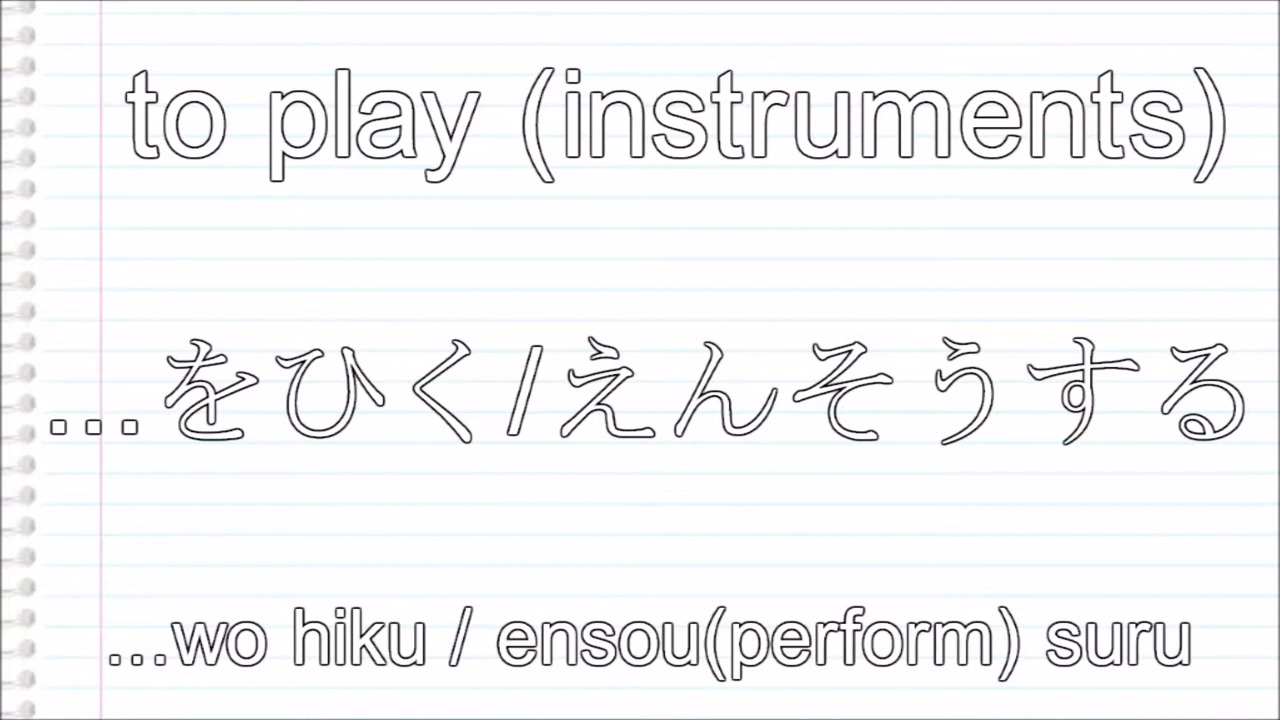 to play (instruments)
...をひく/えんそうする
...wo hiku / ensou(perform) suru